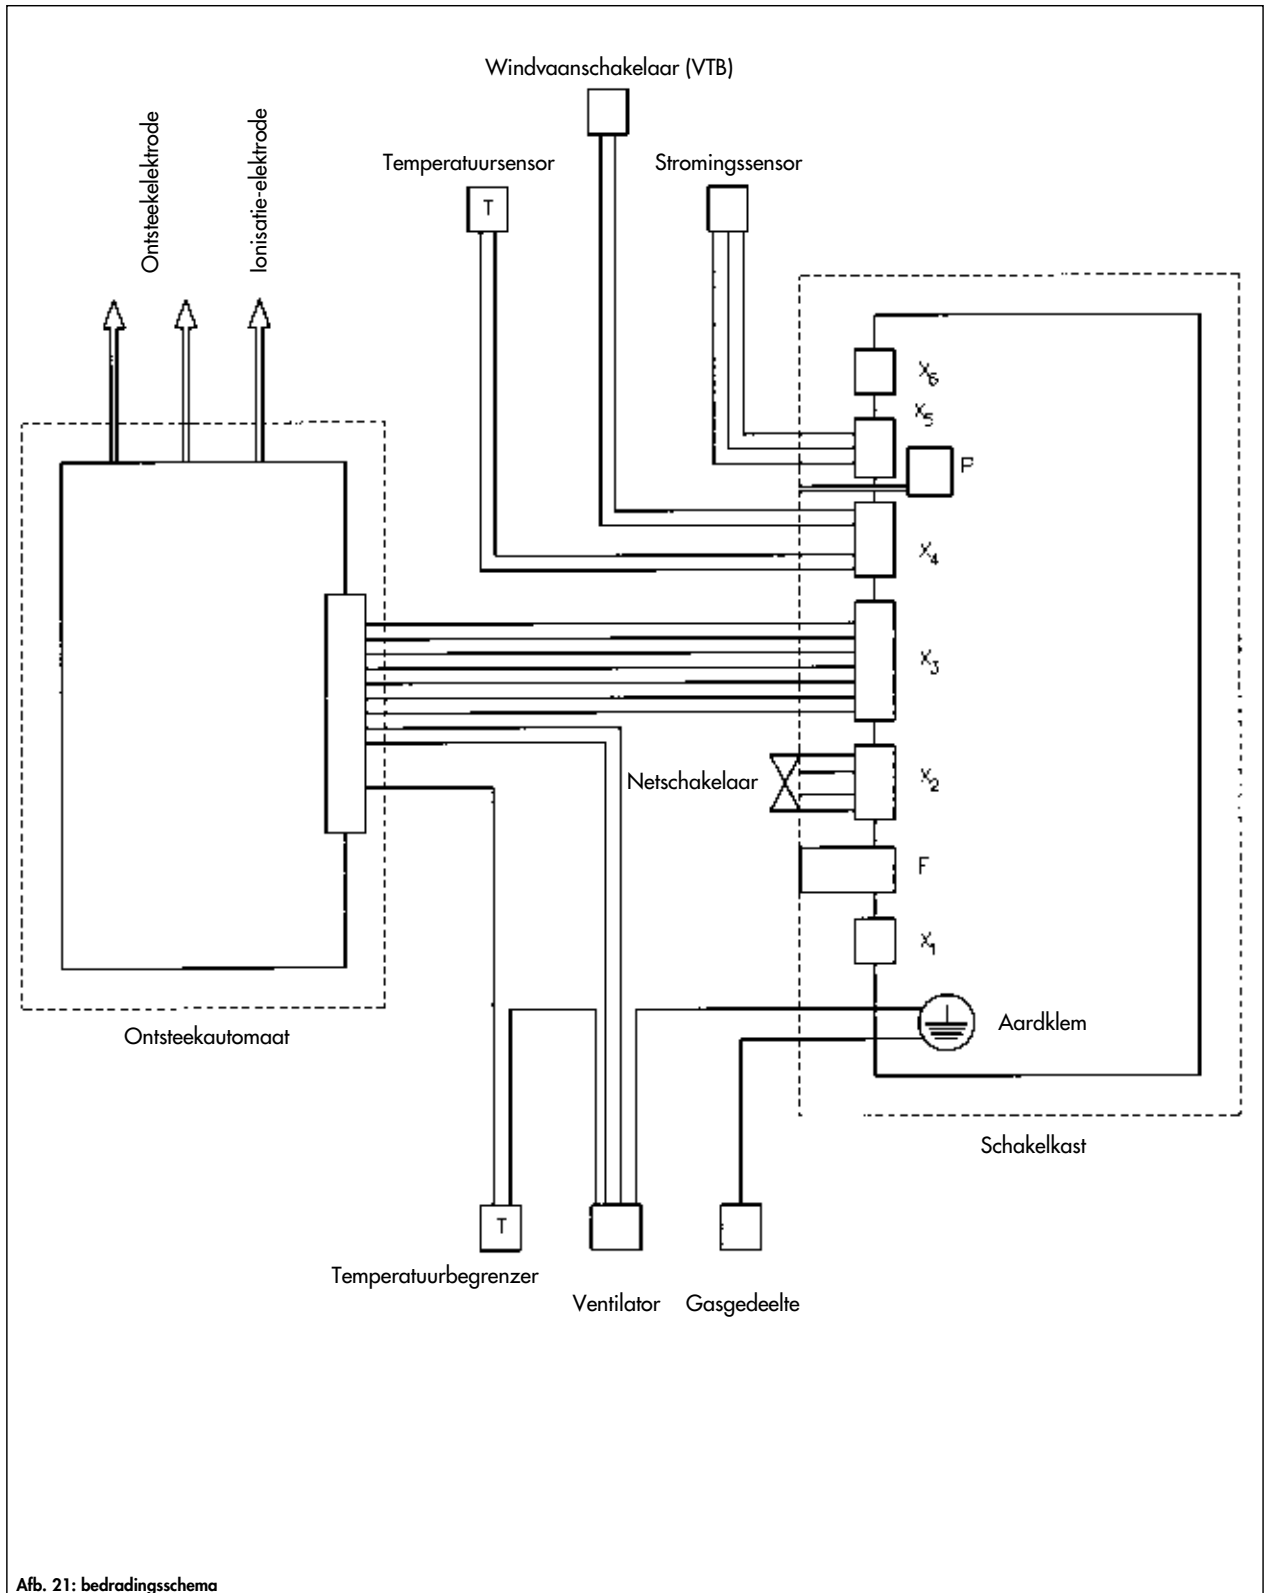 Windvaanschakelaar (VTB)
Ontsteekelektrode
Ionisatie-elektrode
Temperatuursensor
Stromingssensor
T
X6
X5
P
X4
X3
Netschakelaar
X2
F
X1
Aardklem
Ontsteekautomaat
Schakelkast
T
Temperatuurbegrenzer
Ventilator
Gasgedeelte
Afb. 21: bedradingsschema